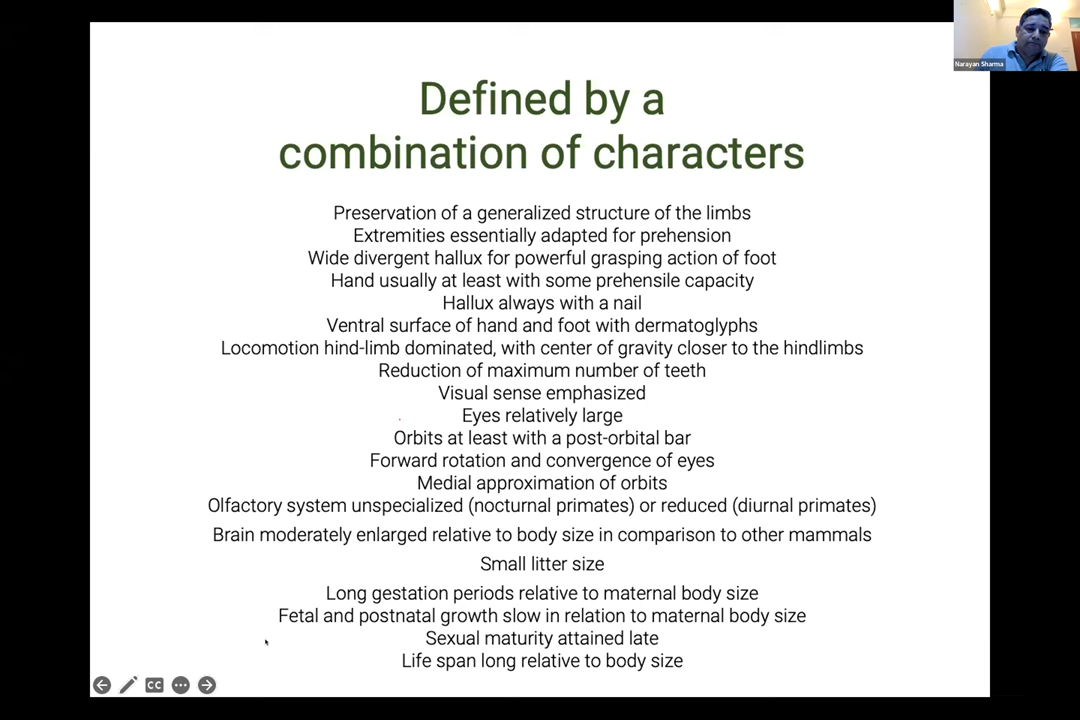 Narayan Sharma
Defined by a
combination of characters
Preservation of a generalized structure of the limbs
Extremities essentially adapted for prehension
Wide divergent hallux for powerful grasping action of foot
Hand usually at least with some prehensile capacity
Hallux always with a nail
Ventral surface of hand and foot with dermatoglyphs
Locomotion hind-limb dominated, with center of gravity closer to the hindlimbs
Reduction of maximum number of teeth
Visual sense emphasized
Eyes relatively large
Orbits at least with a post-orbital bar
Forward rotation and convergence of eyes
Medial approximation of orbits
Olfactory system unspecialized (nocturnal primates) or reduced (diurnal primates)
Brain moderately enlarged relative to body size in comparison to other mammals
Small litter size
Long gestation periods relative to maternal body size
Fetal and postnatal growth slow in relation to maternal body size
Sexual maturity attained late
Life span long relative to body size
CC